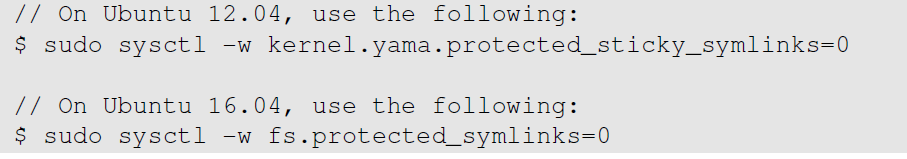 // On Ubuntu 12.04, use the following:
$ sudo sysctl -w kernel.yama.protected_sticky_symlinks=0
// On Ubuntu 16.04, use the following:
$ sudo sysctl -w fs.protected_symlinks=0